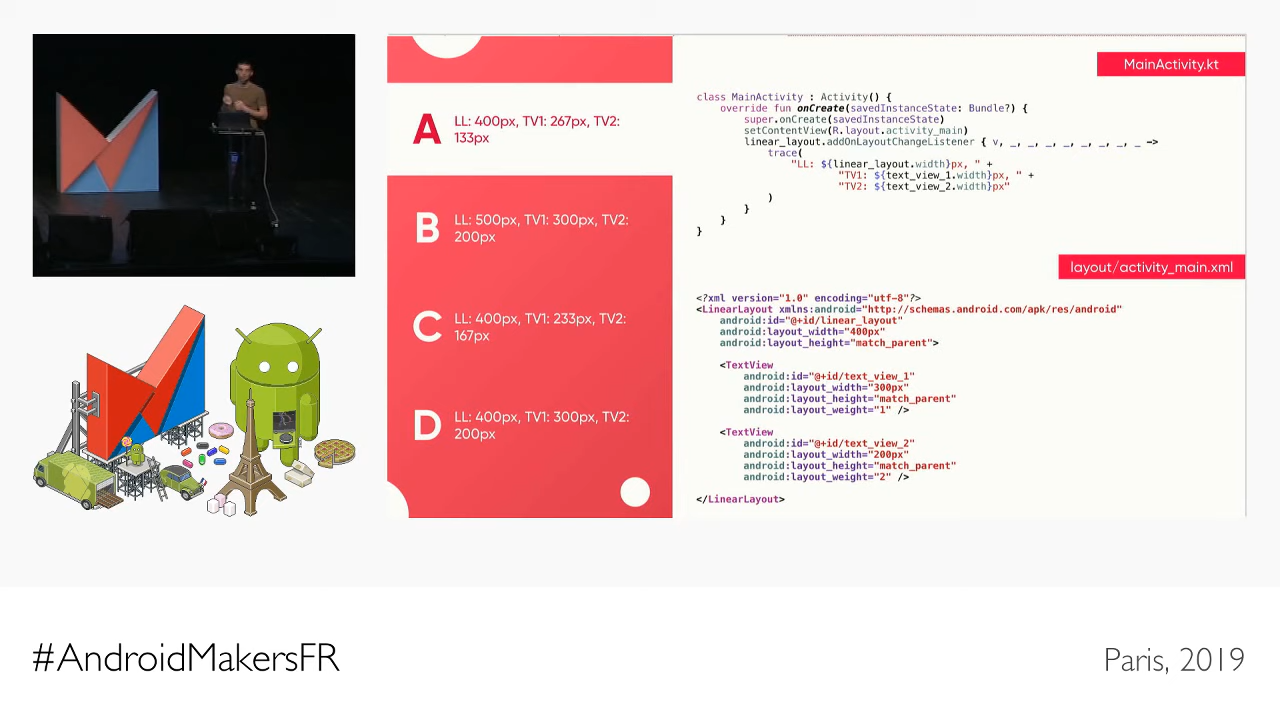 A
LL: 400px, TV1: 267px, TV2:
133px
B
LL: 500px, TV1: 300px, TV2:
200px
C
LL: 400px, TV1: 233px, TV2:
167px
D
LL: 400px, TV1: 300px, TV2:
200px
MainActivity.kt
class MainActivity : Activity() {
    override fun onCreate(savedInstanceState: Bundle?) {
        super.onCreate(savedInstanceState)
        setContentView(R.layout.activity_main)
        linear_layout.addOnLayoutChangeListener { v, _, _, _, _, _, _, _, _ ->
            trace(
                "LL: ${linear_layout.width}px, " +
                        "TV1: ${text_view_1.width}px, " +
                        "TV2: ${text_view_2.width}px"
            )
        }
    }
}
layout/activity_main.xml
<?xml version="1.0" encoding="utf-8"?>
<LinearLayout xmlns:android="http://schemas.android.com/apk/res/android"
    android:id="@+id/linear_layout"
    android:layout_width="400px"
    android:layout_height="match_parent">
    <TextView
        android:id="@+id/text_view_1"
        android:layout_width="300px"
        android:layout_height="match_parent"
        android:layout_weight="1" />
    <TextView
        android:id="@+id/text_view_2"
        android:layout_width="200px"
        android:layout_height="match_parent"
        android:layout_weight="2" />
</LinearLayout>
#AndroidMakersFR
Paris, 2019